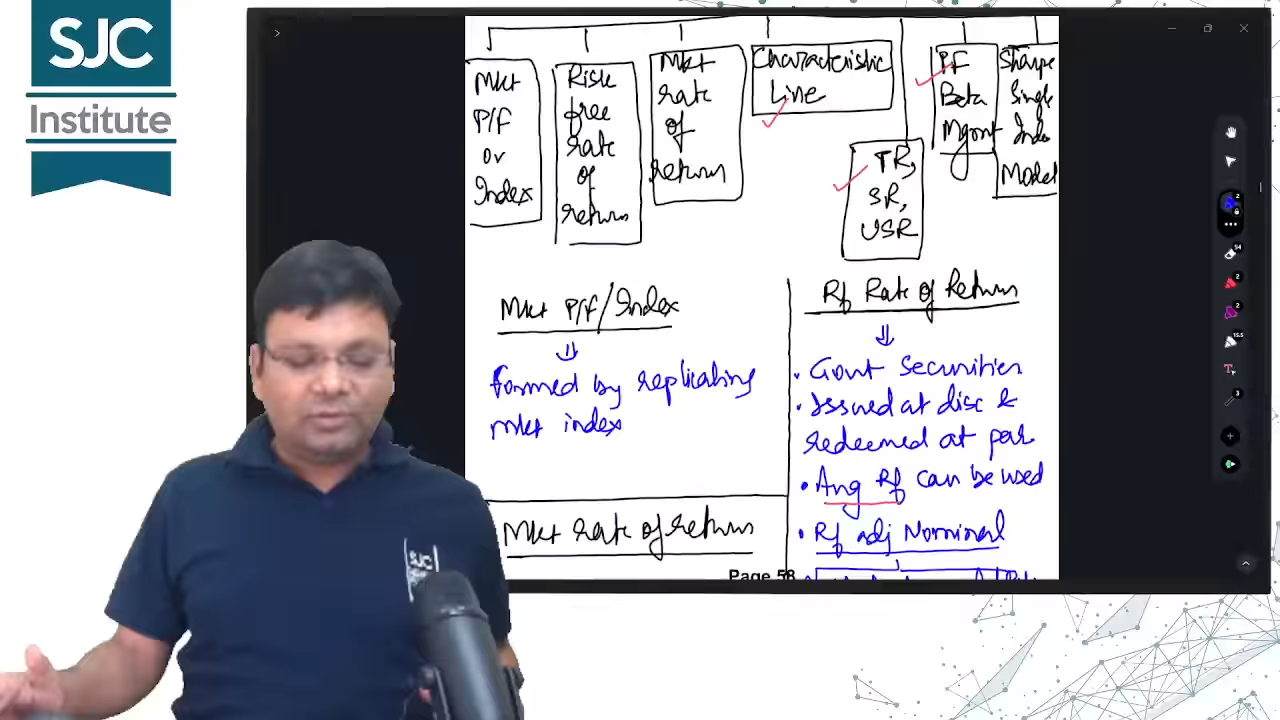 SJC
Institute
Mkt
P/f
or
Index
Risk
free
rate
of
return
Mkt
rate
of
return
Characteristic
Line
TR,
SR,
USR
PF
Beta
Mgmt
Sharpe
Single
Index
Model
Mkt P/f/Index
⇓
formed by replicating
mkt index
Mkt rate of return
Rf Rate of Return
⇓
• Govt Securities
• Issued at disc &
redeemed at par
• Avg Rf can be used
• Rf adj Nominal
Page 58
SJC